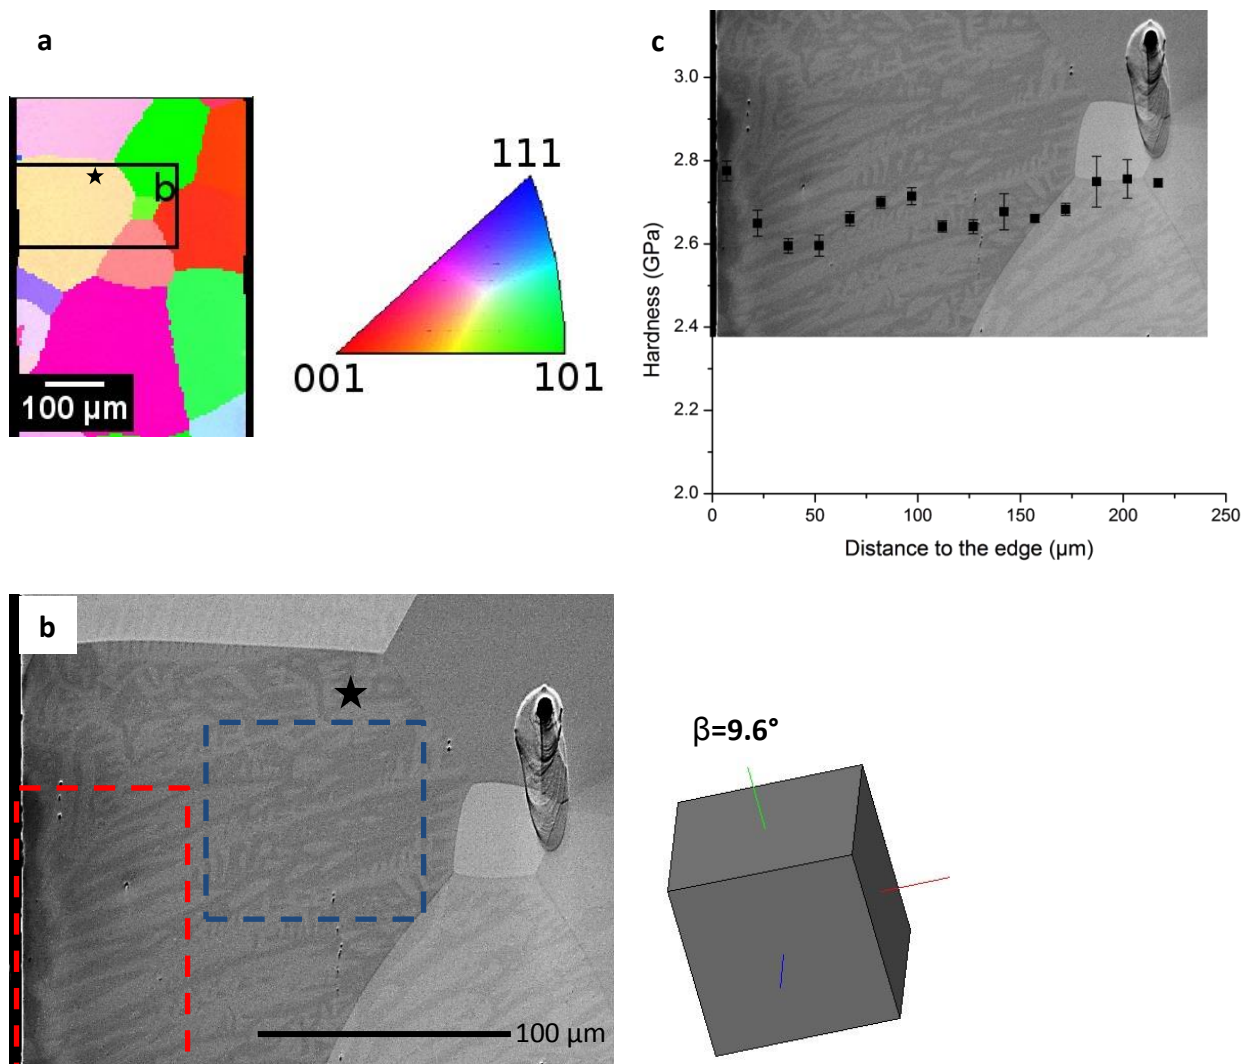 a
b
100 µm
111
001
101
c
Hardness (GPa)
3.0
2.8
2.6
2.4
2.2
2.0
0
50
100
150
200
250
Distance to the edge (µm)
b
100 µm
β=9.6°